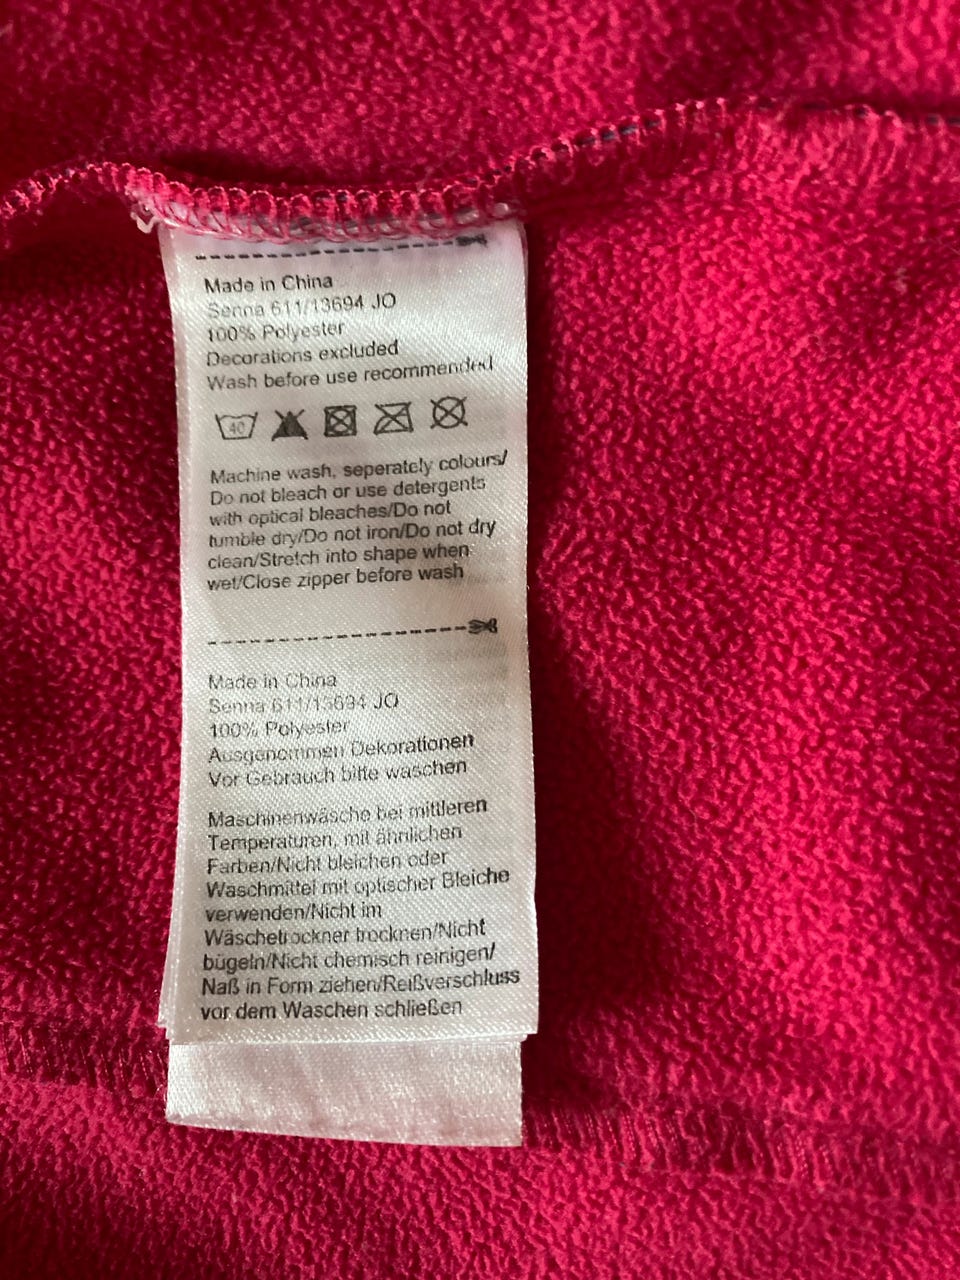 Made in China
Senna 611/13694 JO
100% Polyester
Decorations excluded
Wash before use recommended
40
Machine wash, seperately colours/
Do not bleach or use detergents
with optical bleaches/Do not
tumble dry/Do not iron/Do not dry
clean/Stretch into shape when
wet/Close zipper before wash
Made in China
Senna 611/13694 JO
100% Polyester
Ausgenommen Dekorationen
Vor Gebrauch bitte waschen
Maschinenwäsche bei mittleren
Temperaturen, mit ähnlichen
Farben/Nicht bleichen oder
Waschmittel mit optischer Bleiche
verwenden/Nicht im
Wäschetrockner trocknen/Nicht
bügeln/Nicht chemisch reinigen/
Naß in Form ziehen/Reißverschluss
vor dem Waschen schließen